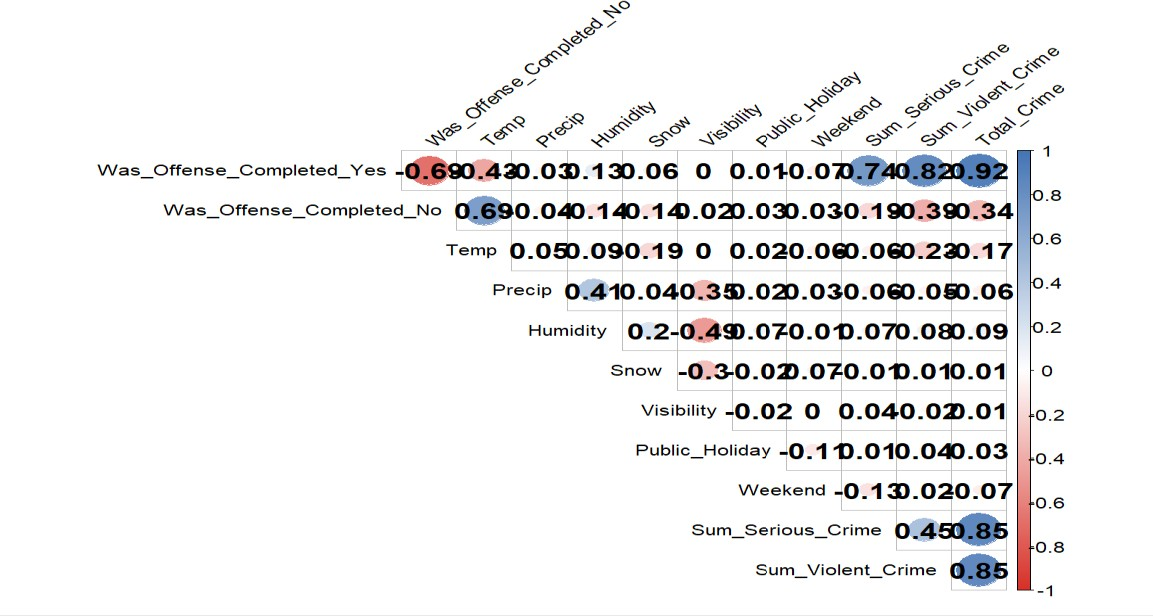 Was_Offense_Completed_No
Temp
Precip
Humidity
Snow
Visibility
Public_Holiday
Weekend
Sum_Serious_Crime
Sum_Violent_Crime
Total_Crime
Was_Offense_Completed_Yes -0.69 -0.43 -0.03 0.13 0.06 0 0.01 -0.07 0.74 0.82 0.92
Was_Offense_Completed_No 0.69 -0.04 -0.14 -0.14 0.02 0.03 0.03 -0.19 -0.39 -0.34
Temp 0.05 -0.09 -0.19 0 0.02 -0.06 -0.06 -0.23 -0.17
Precip 0.41 0.04 -0.35 0.02 0.03 -0.06 -0.05 -0.06
Humidity 0.2 -0.49 0.07 -0.01 0.07 0.08 0.09
Snow -0.3 -0.02 0.07 -0.01 0.01 0.01
Visibility -0.02 0 0.04 -0.02 0.01
Public_Holiday -0.11 0.01 0.04 0.03
Weekend -0.13 0.02 -0.07
Sum_Serious_Crime 0.45 0.85
Sum_Violent_Crime 0.85
1
0.8
0.6
0.4
0.2
0
-0.2
-0.4
-0.6
-0.8
-1